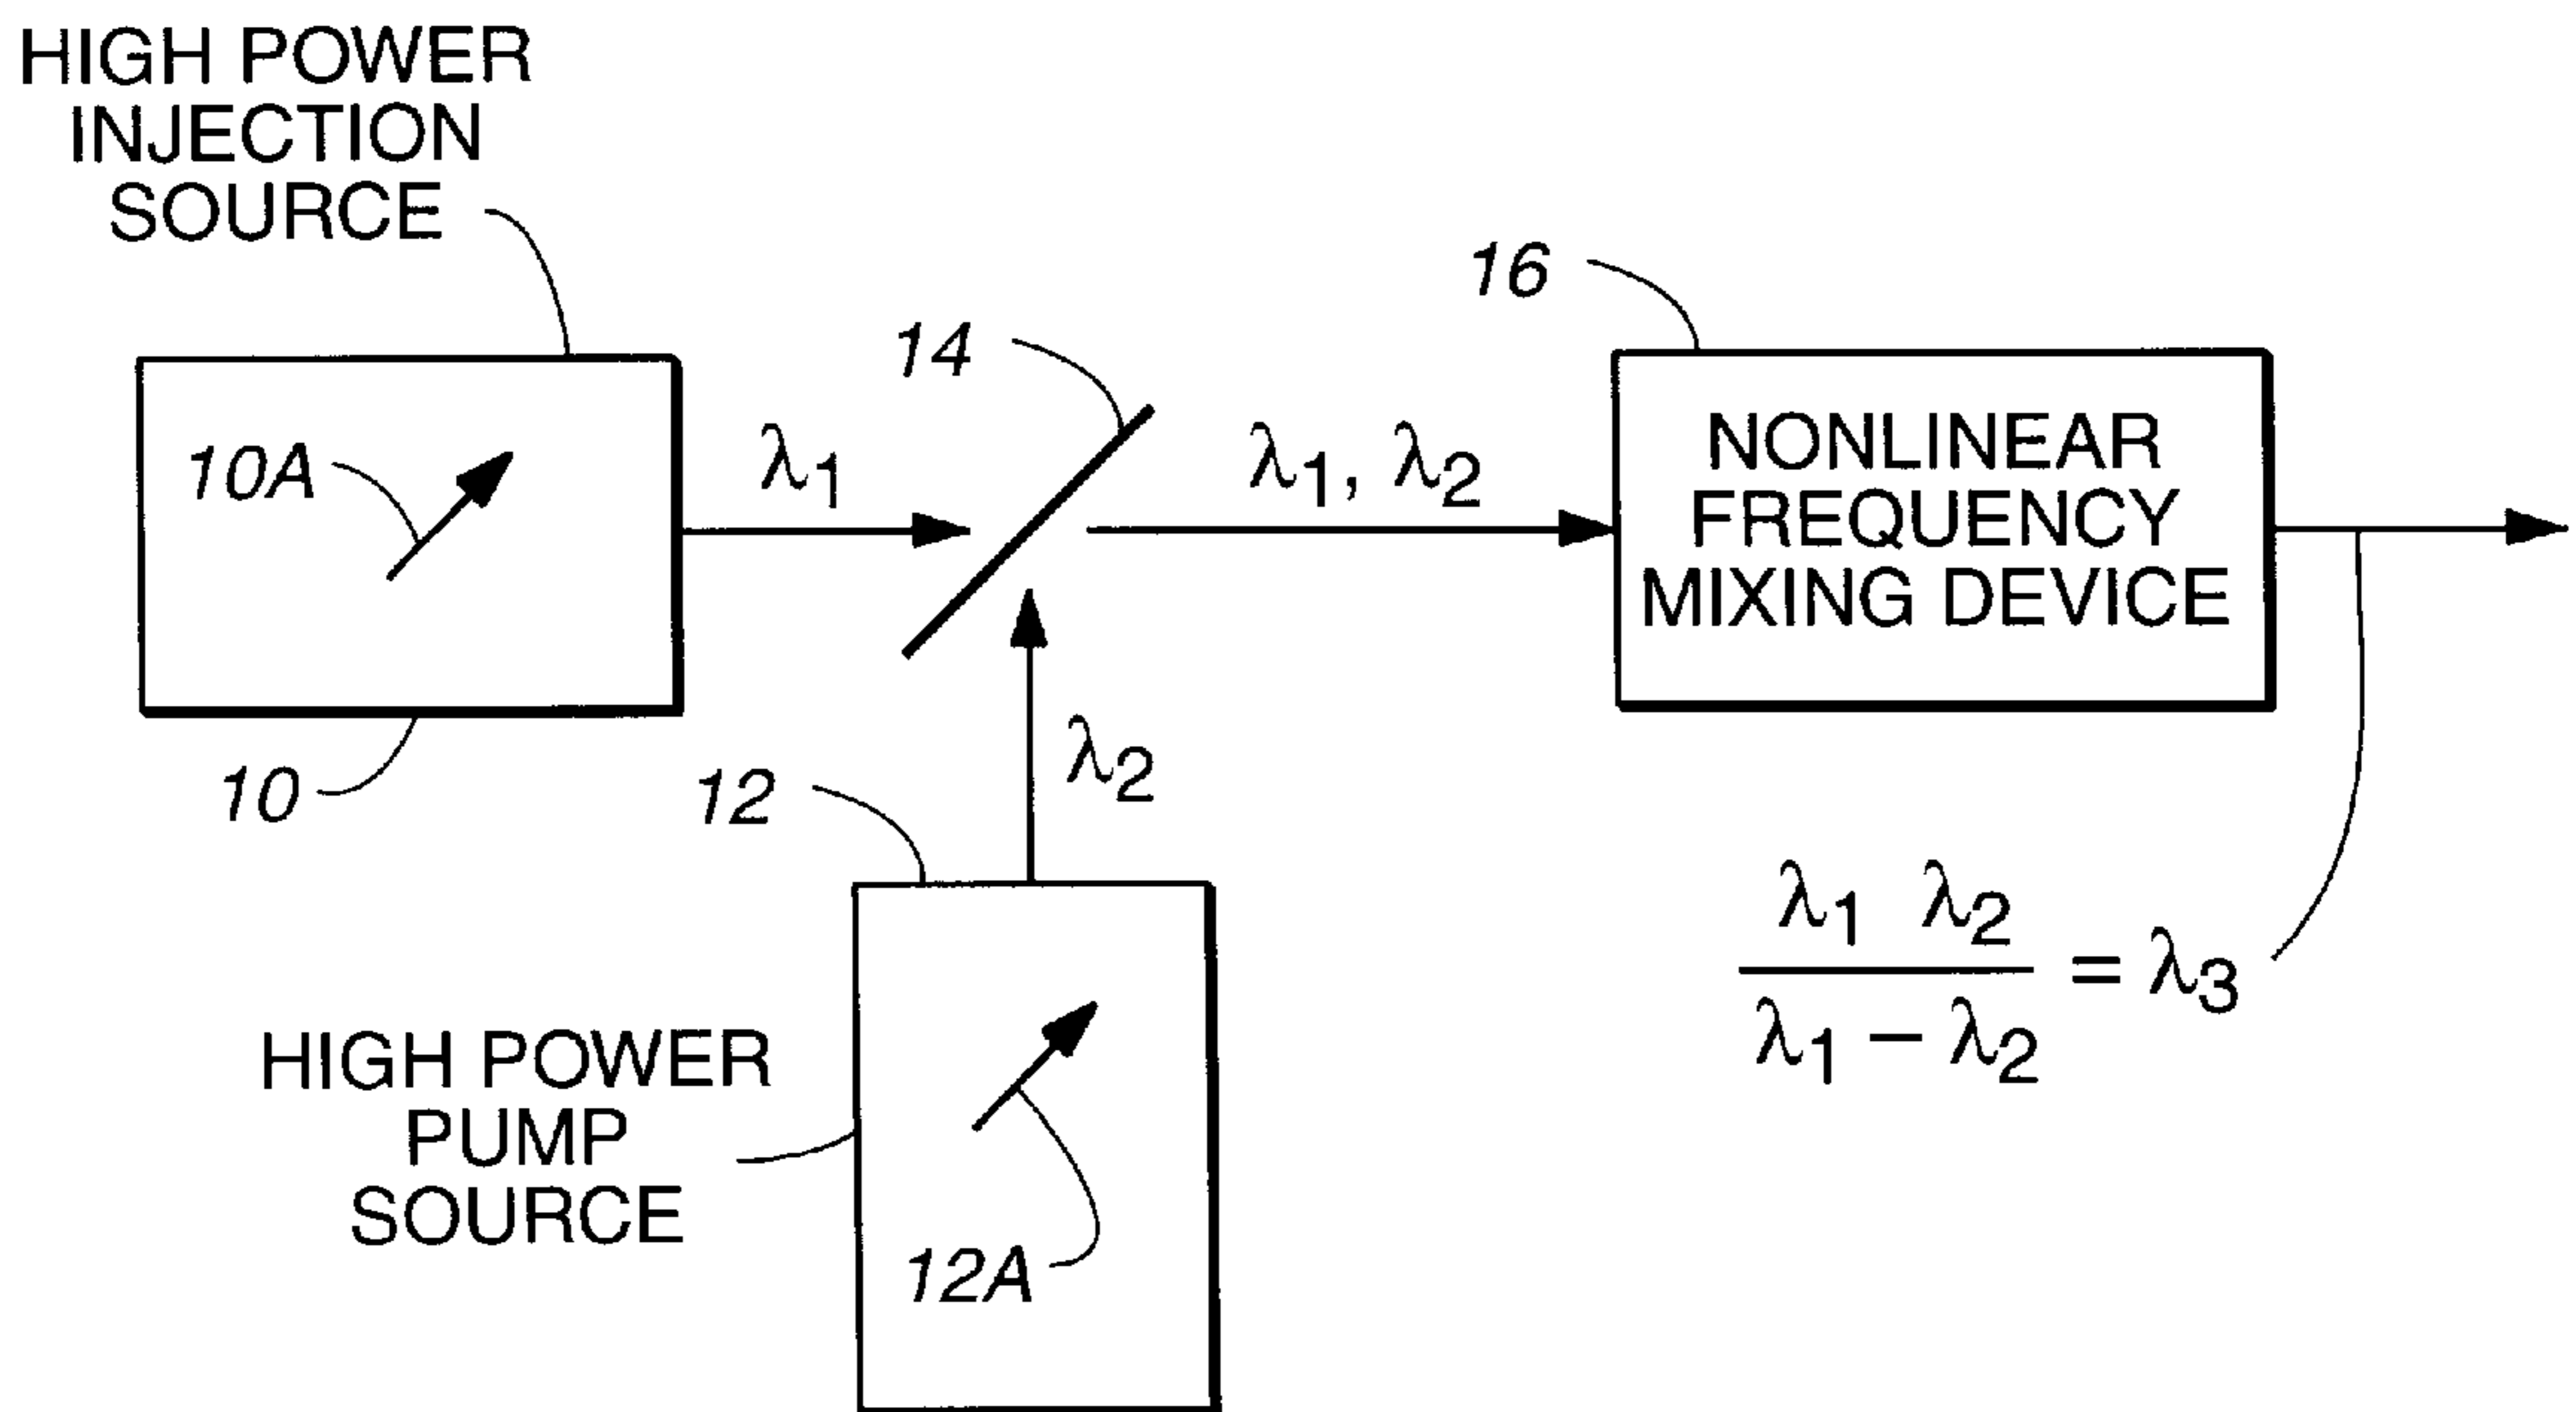 HIGH POWER
INJECTION
SOURCE
16
14
10A
λ1
λ1, λ2
NONLINEAR
FREQUENCY
MIXING DEVICE
10
12
λ2
λ1 λ2
= λ3
λ1 − λ2
HIGH POWER
PUMP
SOURCE
12A